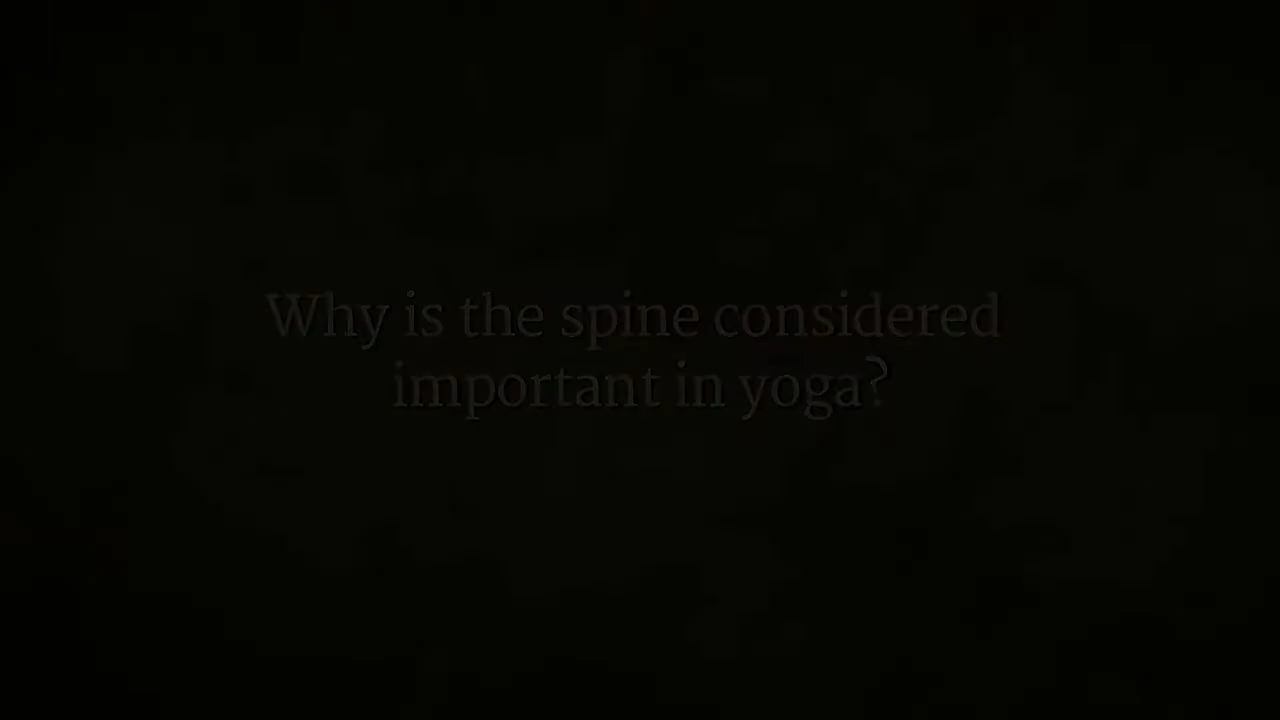 Why is the spine considered
important in yoga?